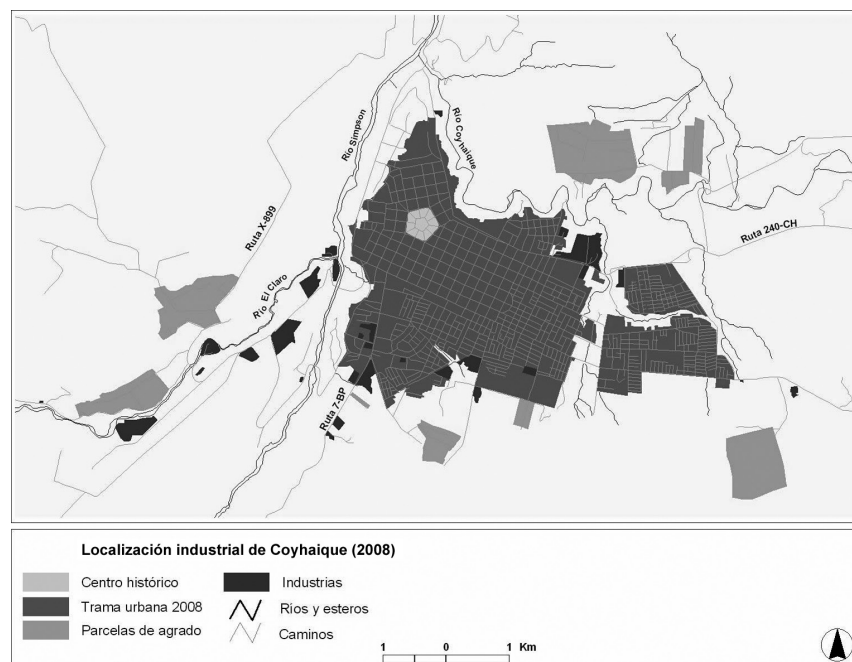 Río Simpson
Río Coyhaique
Ruta X-899
Ruta 240-CH
Río El Claro
Ruta 7-BP
Localización industrial de Coyhaique (2008)
Centro histórico
Industrias
Trama urbana 2008
Rios y esteros
Parcelas de agrado
Caminos
1 0 1 Km